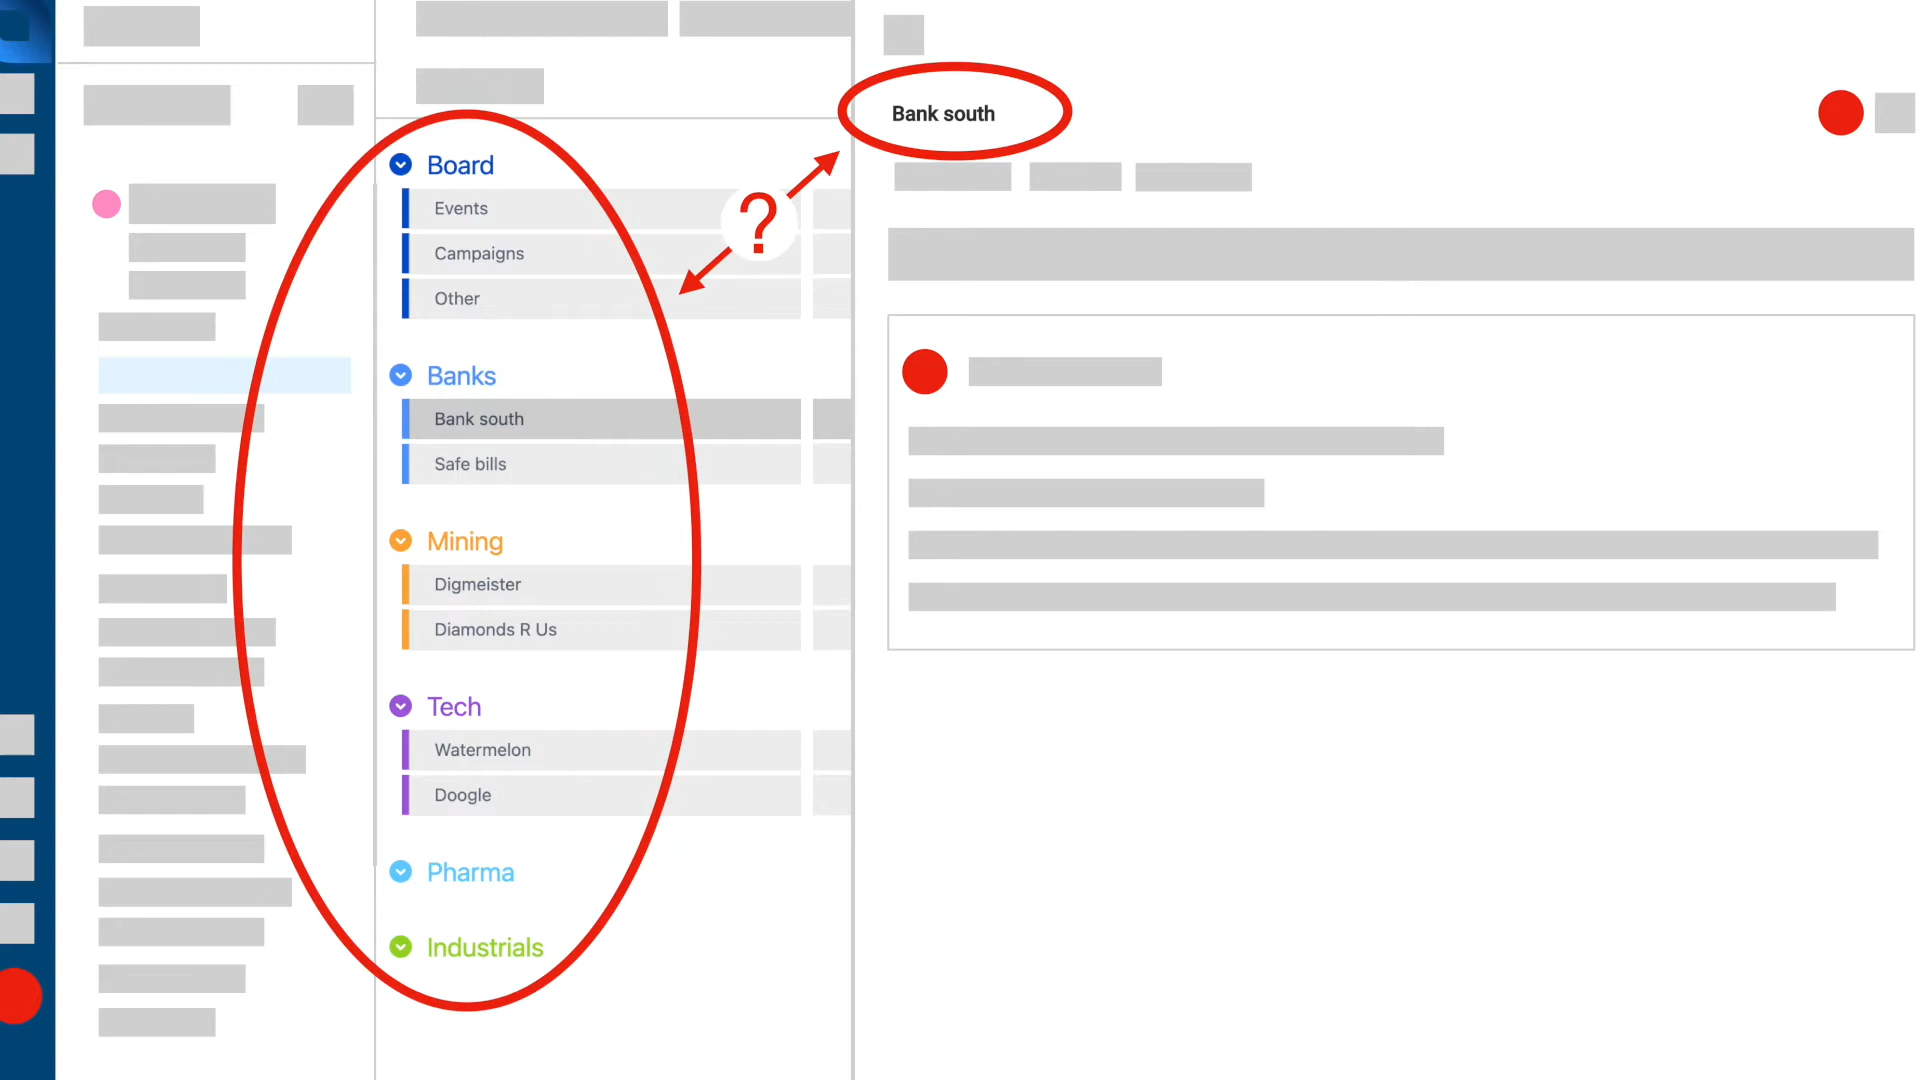 Bank south
?
Board
Events
Campaigns
Other
Banks
Bank south
Safe bills
Mining
Digmeister
Diamonds R Us
Tech
Watermelon
Doogle
Pharma
Industrials